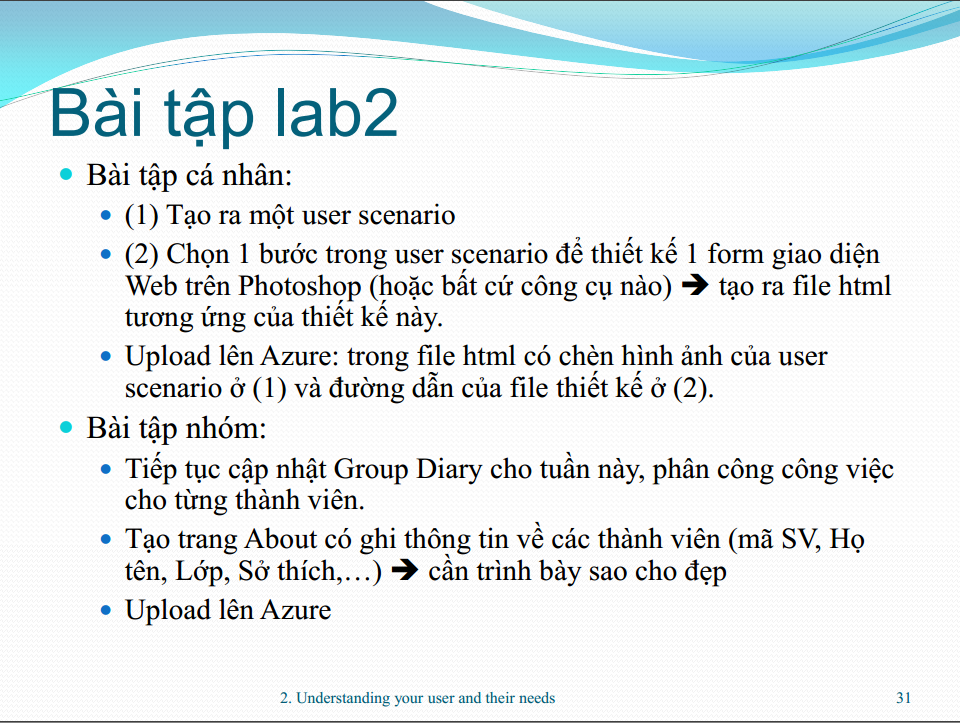 Bài tập lab2
Bài tập cá nhân:
(1) Tạo ra một user scenario
(2) Chọn 1 bước trong user scenario để thiết kế 1 form giao diện
Web trên Photoshop (hoặc bất cứ công cụ nào) ➔ tạo ra file html
tương ứng của thiết kế này.
Upload lên Azure: trong file html có chèn hình ảnh của user
scenario ở (1) và đường dẫn của file thiết kế ở (2).
Bài tập nhóm:
Tiếp tục cập nhật Group Diary cho tuần này, phân công công việc
cho từng thành viên.
Tạo trang About có ghi thông tin về các thành viên (mã SV, Họ
tên, Lớp, Sở thích,…) ➔ cần trình bày sao cho đẹp
Upload lên Azure
2. Understanding your user and their needs 31